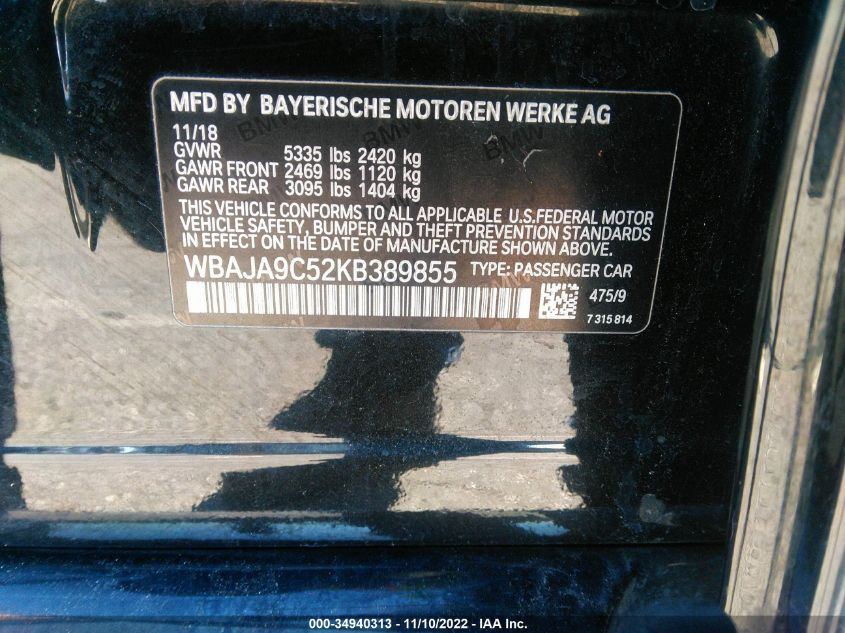 MFD BY BAYERISCHE MOTOREN WERKE AG
11/18
GVWR 5335 lbs 2420 kg
GAWR FRONT 2469 lbs 1120 kg
GAWR REAR 3095 lbs 1404 kg
THIS VEHICLE CONFORMS TO ALL APPLICABLE U.S.FEDERAL MOTOR
VEHICLE SAFETY, BUMPER AND THEFT PREVENTION STANDARDS
IN EFFECT ON THE DATE OF MANUFACTURE SHOWN ABOVE.
WBAJA9C52KB389855 TYPE: PASSENGER CAR
475/9
7 315 814
000-34940313 — 11/10/2022 — IAA Inc.